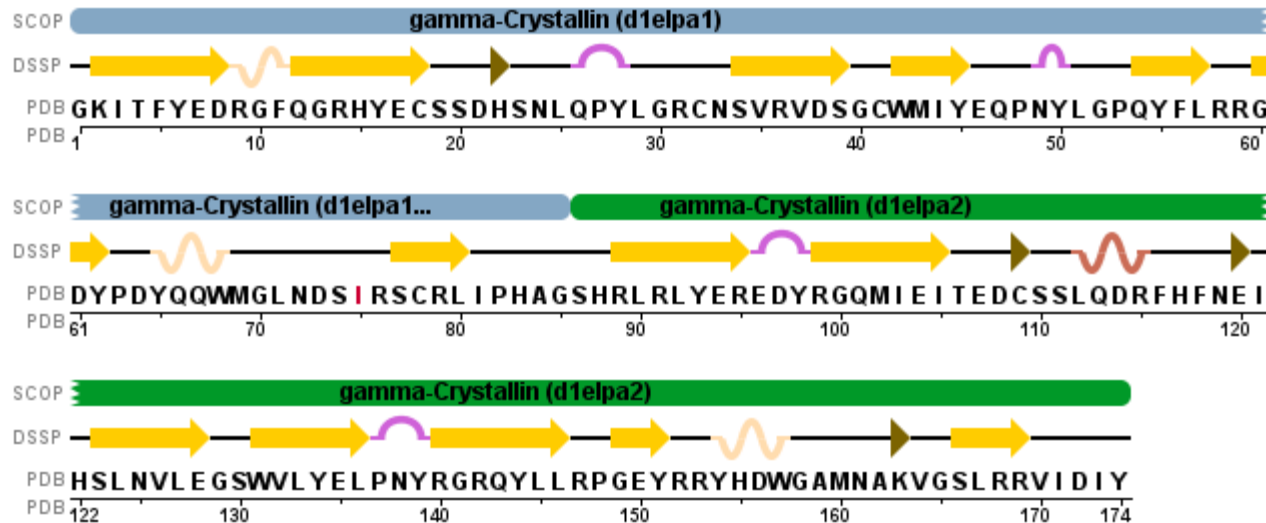 SCOP gamma-Crystallin (d1elpa1)
DSSP
PDB GKITFYEDRGFQGRHYECSSDHSNLQPYLGRCNSVRVDSGCWMIYEQPNYLGPQYFLRRG
PDB 1 10 20 30 40 50 60
SCOP gamma-Crystallin (d1elpa1... gamma-Crystallin (d1elpa2)
DSSP
PDB DYPDYQQWMGLNDSIRSCRLIPHAGSHRLRLYEREDYRGQMIEITEDCSSLQDRFHFNEI
PDB 61 70 80 90 100 110 120
SCOP gamma-Crystallin (d1elpa2)
DSSP
PDB HSLNVLEGSWVLYELPNYRGRQYLLRPGEYRRYHDWGAMNAKVGSLRRVIDIY
PDB 122 130 140 150 160 170 174